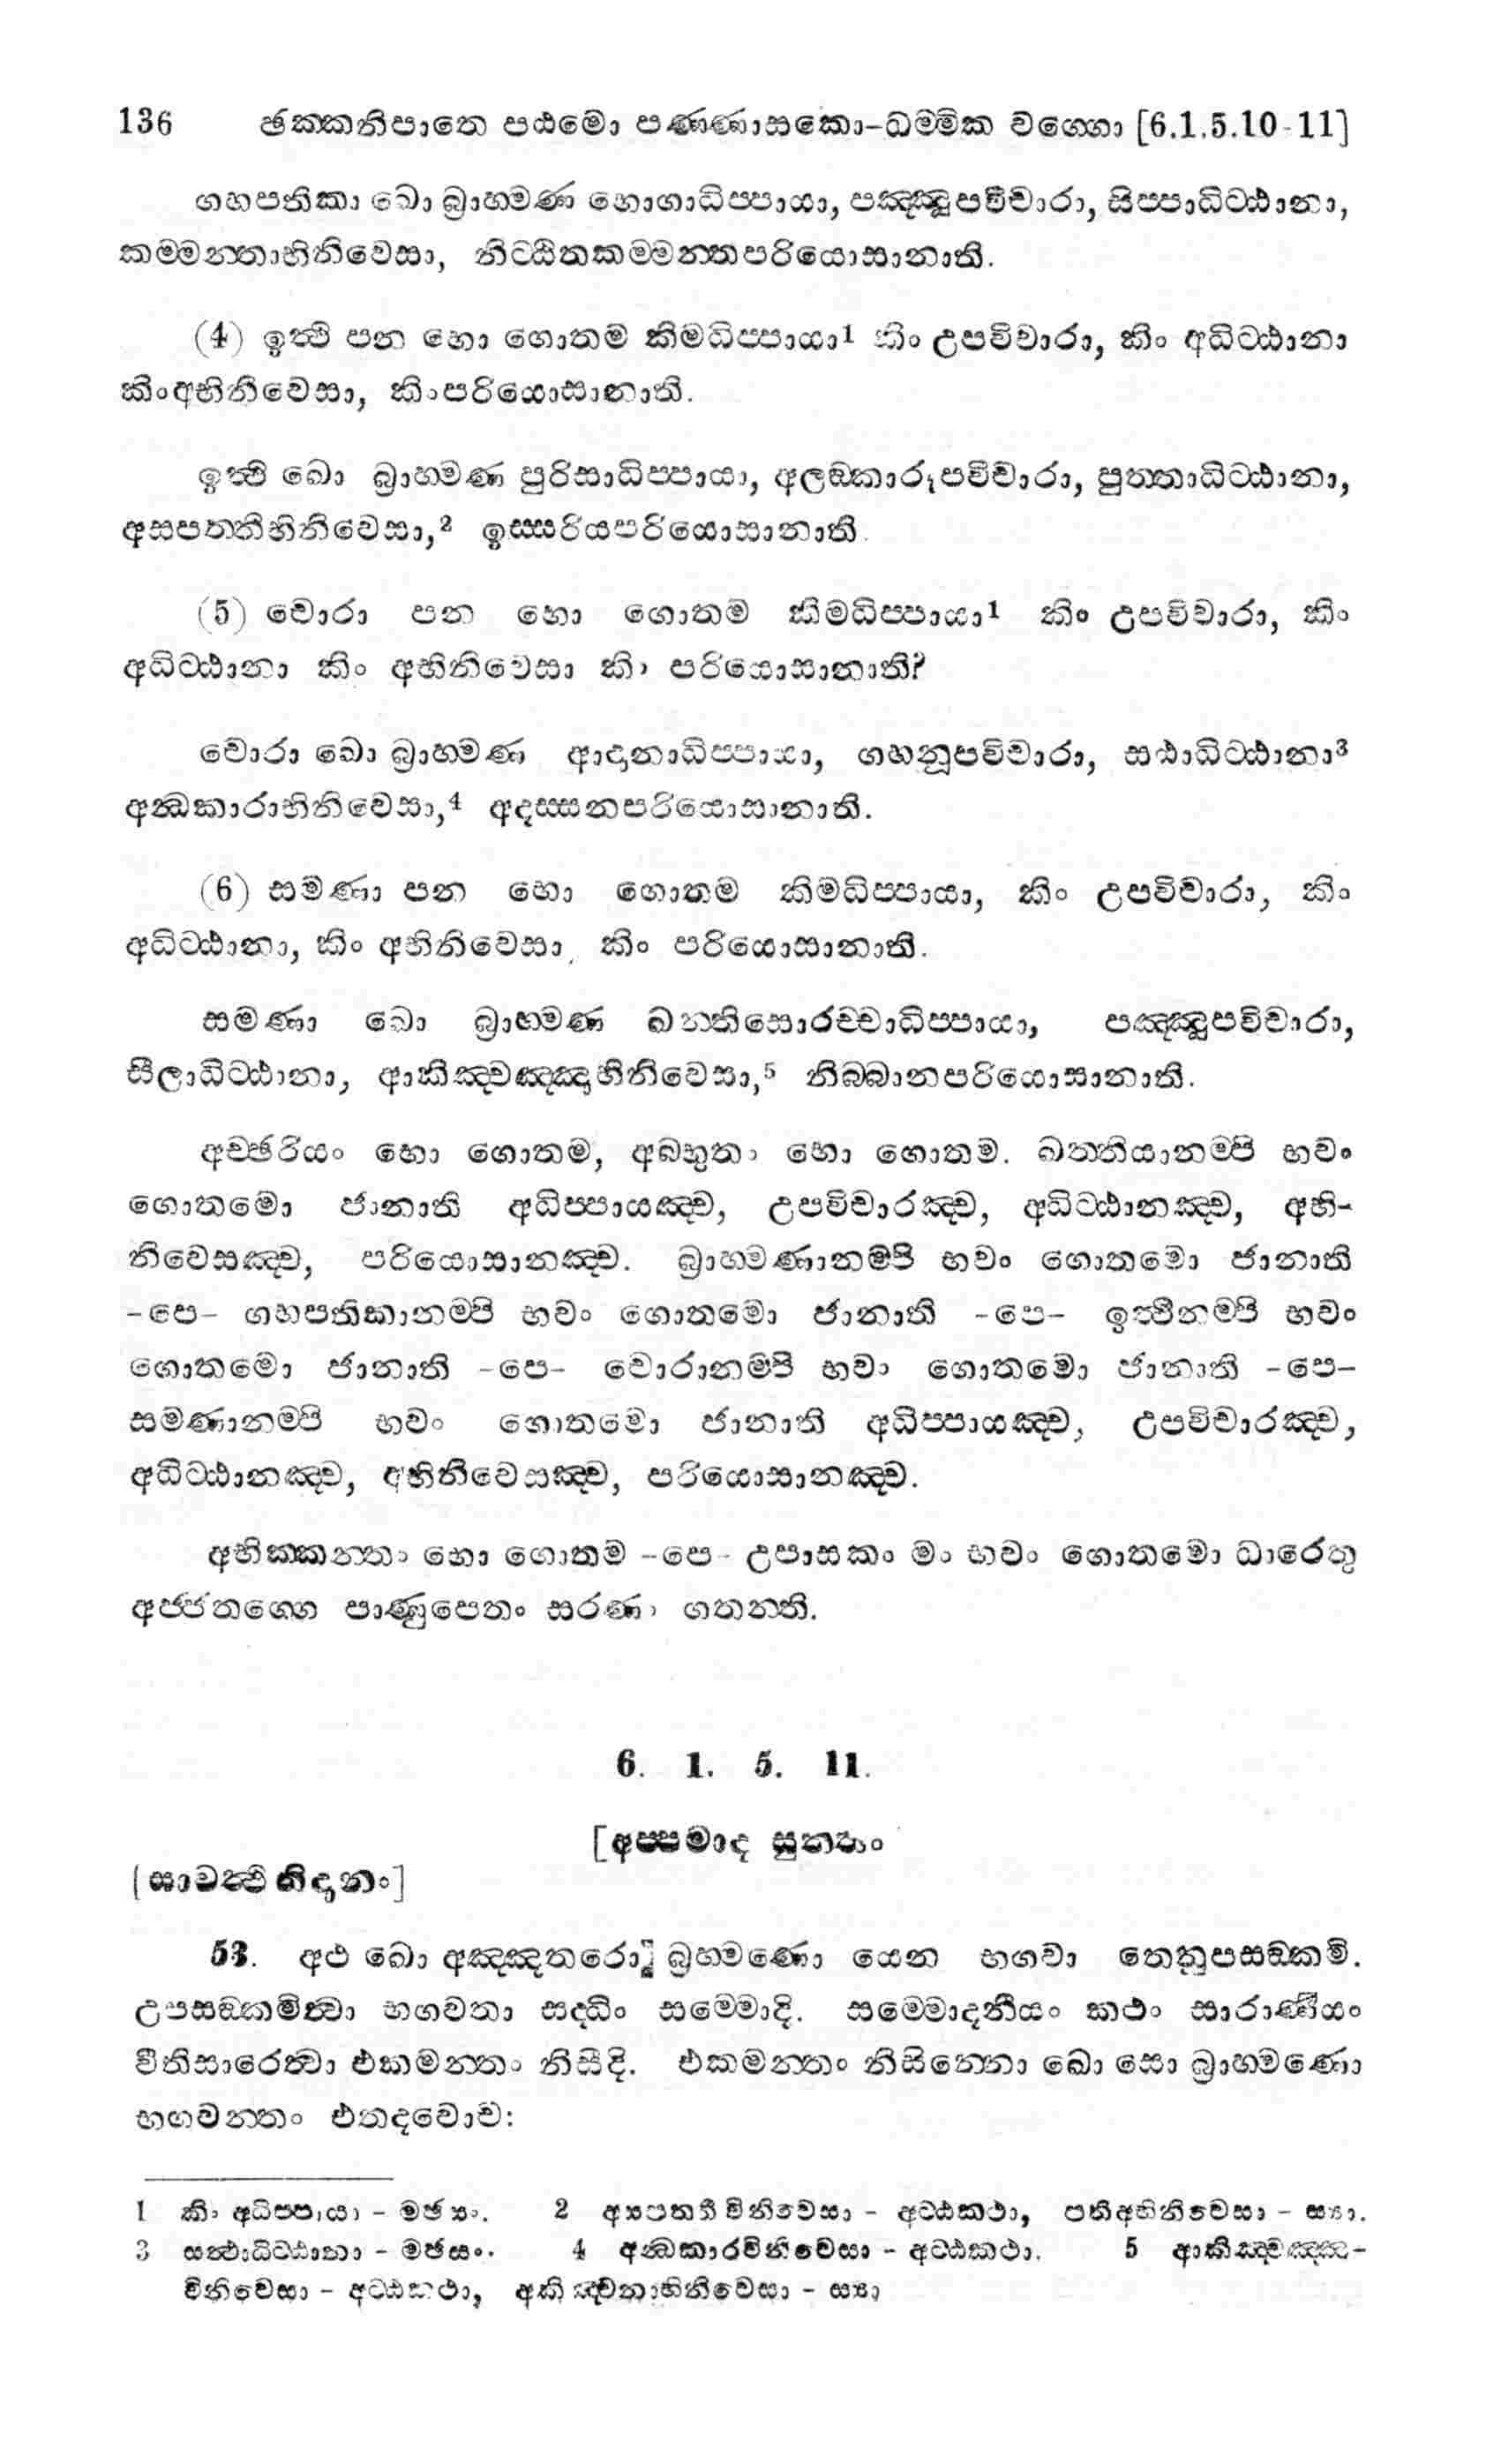 136 ඡක්කනිපාතෙ පඨමො පණ්ණාසකො-ධම්මික වග්ගො [6.1.5.10-11]
ගහපතිකා ඛො බ්‍රාහ්මණ භොගාධිප්පායා, පඤ්ඤූපවිචාරා, සිප්පාධිට්ඨානා,
කම්මන්තාභිනිවෙසා, නිට්ඨිතකම්මන්තපරියොසානාති.
(4) ඉත්ථි පන භො ගොතම කිමධිප්පායා1 කිං උපවිචාරා, කිං අධිට්ඨානා
කිංඅභිනිවෙසා, කිංපරියොසානාති.
ඉත්ථි ඛො බ්‍රාහ්මණ පුරිසාධිප්පායා, අලඞ්කාරූපවිචාරා, පුත්තාධිට්ඨානා,
අසපත්තීභිනිවෙසා,2 ඉස්සරියපරියොසානාති.
(5) චොරා පන භො ගොතම කිමධිප්පායා1 කිං උපවිචාරා, කිං
අධිට්ඨානා කිං අභිනිවෙසා කිං පරියොසානාති?
චොරා ඛො බ්‍රාහ්මණ ආදානාධිප්පායා, ගහනූපවිචාරා, සඨාධිට්ඨානා3
අන්ධකාරාභිනිවෙසා,4 අදස්සනපරියොසානාති.
(6) සමණා පන භො ගොතම කිමධිප්පායා, කිං උපවිචාරා, කිං
අධිට්ඨානා, කිං අභිනිවෙසා, කිං පරියොසානාති.
සමණා ඛො බ්‍රාහ්මණ ඛන්තිසොරච්චාධිප්පායා, පඤ්ඤූපවිචාරා,
සීලාධිට්ඨානා, ආකිඤ්චඤ්ඤාභිනිවෙසා,5 නිබ්බානපරියොසානාති.
අච්ඡරියං භො ගොතම, අබ්භුතං භො ගොතම. ඛත්තියානම්පි භවං
ගොතමො ජානාති අධිප්පායඤ්ච, උපවිචාරඤ්ච, අධිට්ඨානඤ්ච, අභි-
නිවෙසඤ්ච, පරියොසානඤ්ච. බ්‍රාහ්මණානම්පි භවං ගොතමො ජානාති
-පෙ- ගහපතිකානම්පි භවං ගොතමො ජානාති -පෙ- ඉත්ථීනම්පි භවං
ගොතමො ජානාති -පෙ- චොරානම්පි භවං ගොතමො ජානාති -පෙ-
සමණානම්පි භවං ගොතමො ජානාති අධිප්පායඤ්ච, උපවිචාරඤ්ච,
අධිට්ඨානඤ්ච, අභිනිවෙසඤ්ච, පරියොසානඤ්ච.
අභික්කන්තං භො ගොතම -පෙ- උපාසකං මං භවං ගොතමො ධාරෙතු
අජ්ජතග්ගෙ පාණුපෙතං සරණං ගතන්ති.
6. 1. 5. 11.
[අප්පමාද සුත්තං
[සාවත්ථි නිදානං]
53. අථ ඛො අඤ්ඤතරො බ්‍රහ්මණො යෙන භගවා තෙනුපසඞ්කමි.
උපසඞ්කමිත්වා භගවතා සද්ධිං සම්මොදි. සම්මොදනීයං කථං සාරාණීයං
වීතිසාරෙත්වා එකමන්තං නිසීදි. එකමන්තං නිසින්නො ඛො සො බ්‍රාහ්මණො
භගවන්තං එතදවොච:
1 කිං අධිප්පායා - මඡසං. 2 අසපතතී විනිවෙසා - අට්ඨකථා, පතිඅභිනිවෙසා - ස්‍යා.
3 සත්ථාධිට්ඨානා - මඡසං. 4 අන්ධකාරවිනිවෙසා - අට්ඨකථා. 5 ආකිඤ්චඤ්ඤ-
විනිවෙසා - අට්ඨකථා, අකිඤ්චනාභිනිවෙසා - ස්‍යා